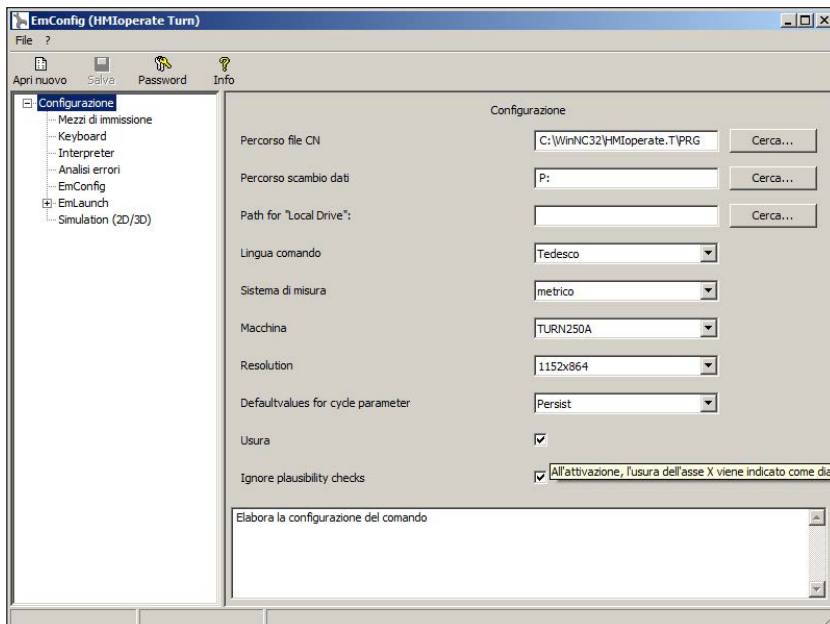 EmConfig (HMIoperate Turn)
File ?
Apri nuovo Salva Password Info
Configurazione
Mezzi di immissione
Keyboard
Interpreter
Analisi errori
EmConfig
EmLaunch
Simulation (2D/3D)
Configurazione
Percorso file CN C:\WinNC32\HMIoperate.T\PRG Cerca...
Percorso scambio dati P: Cerca...
Path for "Local Drive": Cerca...
Lingua comando Tedesco
Sistema di misura metrico
Macchina TURN250A
Resolution 1152x864
Defaultvalues for cycle parameter Persist
Usura
Ignore plausibility checks All'attivazione, l'usura dell'asse X viene indicato come dia
Elabora la configurazione del comando